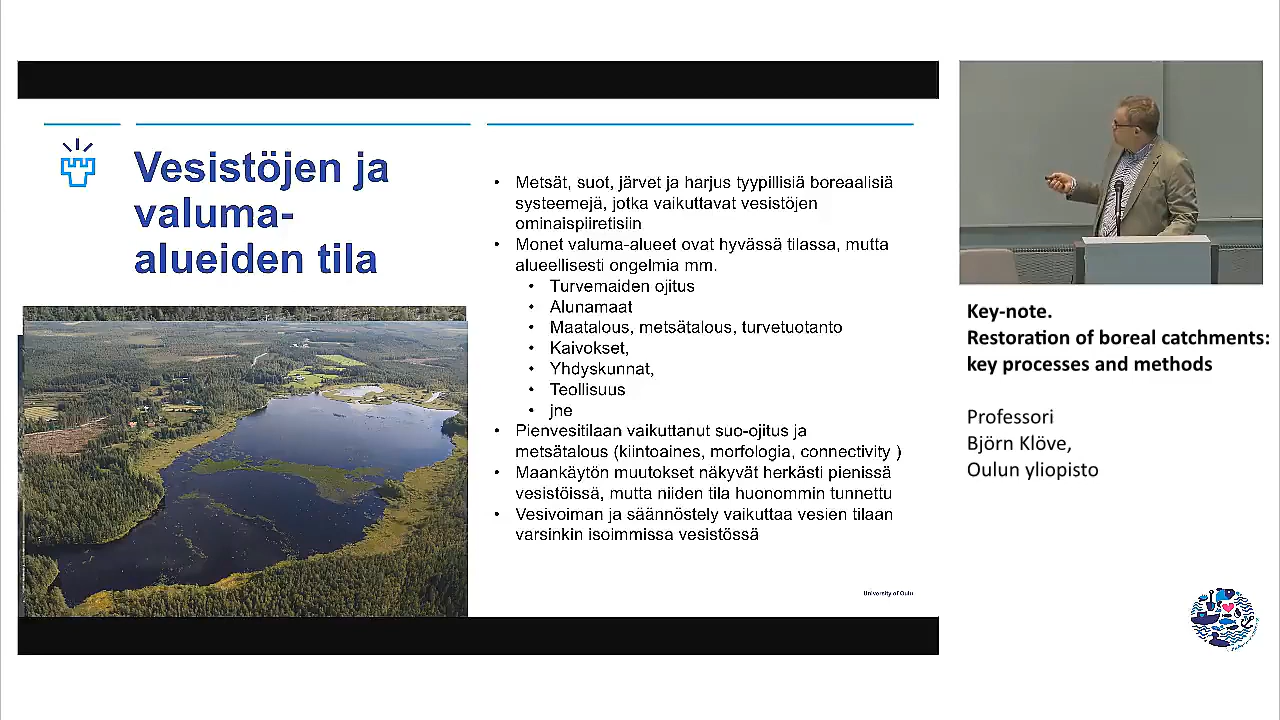 Vesistöjen ja
valuma-
alueiden tila
• Metsät, suot, järvet ja harjus tyypillisiä boreaalisiä
systeemejä, jotka vaikuttavat vesistöjen
ominaispiiretisiin
• Monet valuma-alueet ovat hyvässä tilassa, mutta
alueellisesti ongelmia mm.
• Turvemaiden ojitus
• Alunamaat
• Maatalous, metsätalous, turvetuotanto
• Kaivokset,
• Yhdyskunnat,
• Teollisuus
• jne
• Pienvesitilaan vaikuttanut suo-ojitus ja
metsätalous (kiintoaines, morfologia, connectivity )
• Maankäytön muutokset näkyvät herkästi pienissä
vesistöissä, mutta niiden tila huonommin tunnettu
• Vesivoiman ja säännöstely vaikuttaa vesien tilaan
varsinkin isoimmissa vesistössä
University of Oulu
Key-note.
Restoration of boreal catchments:
key processes and methods
Professori
Björn Klöve,
Oulun yliopisto